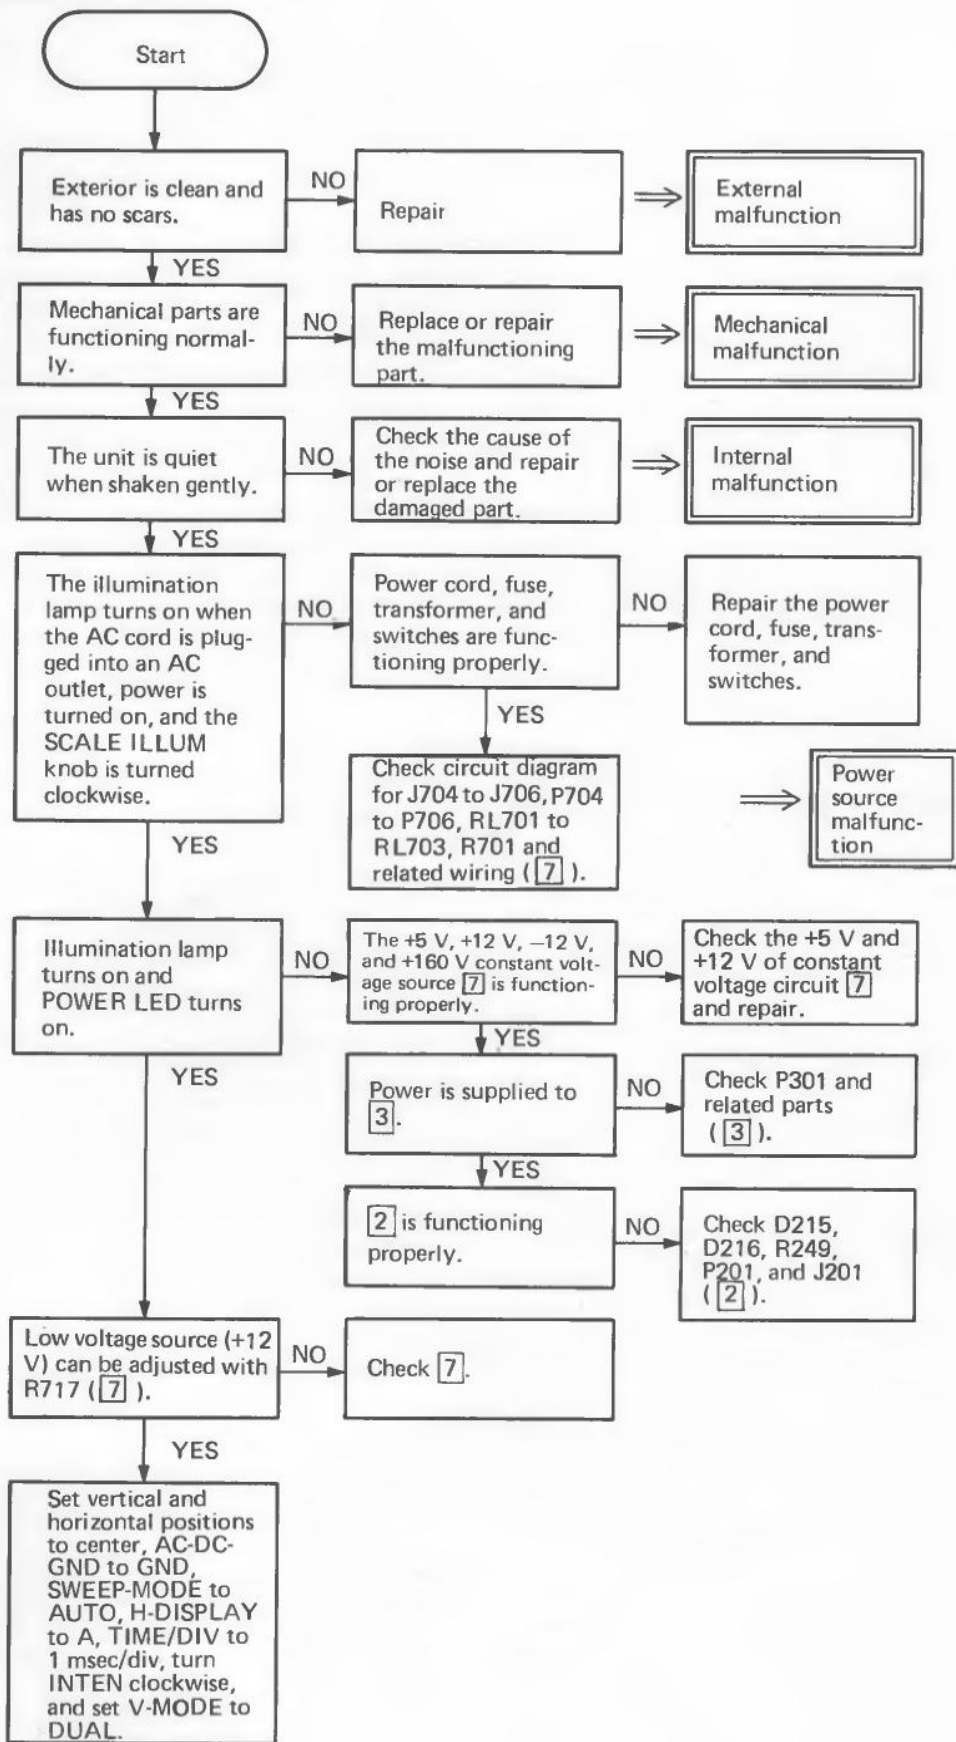 Start
Exterior is clean and
has no scars.
NO
Repair
External
malfunction
YES
Mechanical parts are
functioning normal-
ly.
NO
Replace or repair
the malfunctioning
part.
Mechanical
malfunction
YES
The unit is quiet
when shaken gently.
NO
Check the cause of
the noise and repair
or replace the
damaged part.
Internal
malfunction
YES
The illumination
lamp turns on when
the AC cord is plug-
ged into an AC
outlet, power is
turned on, and the
SCALE ILLUM
knob is turned
clockwise.
NO
Power cord, fuse,
transformer, and
switches are func-
tioning properly.
NO
Repair the power
cord, fuse, trans-
former, and
switches.
YES
Check circuit diagram
for J704 to J706, P704
to P706, RL701 to
RL703, R701 and
related wiring ( 7 ).
Power
source
malfunc-
tion
YES
Illumination lamp
turns on and
POWER LED turns
on.
NO
The +5 V, +12 V, –12 V,
and +160 V constant volt-
age source 7 is function-
ing properly.
NO
Check the +5 V and
+12 V of constant
voltage circuit 7
and repair.
YES
YES
Power is supplied to
3.
NO
Check P301 and
related parts
( 3 ).
YES
2 is functioning
properly.
NO
Check D215,
D216, R249,
P201, and J201
( 2 ).
Low voltage source (+12
V) can be adjusted with
R717 ( 7 ).
NO
Check 7.
YES
Set vertical and
horizontal positions
to center, AC-DC-
GND to GND,
SWEEP-MODE to
AUTO, H-DISPLAY
to A, TIME/DIV to
1 msec/div, turn
INTEN clockwise,
and set V-MODE to
DUAL.